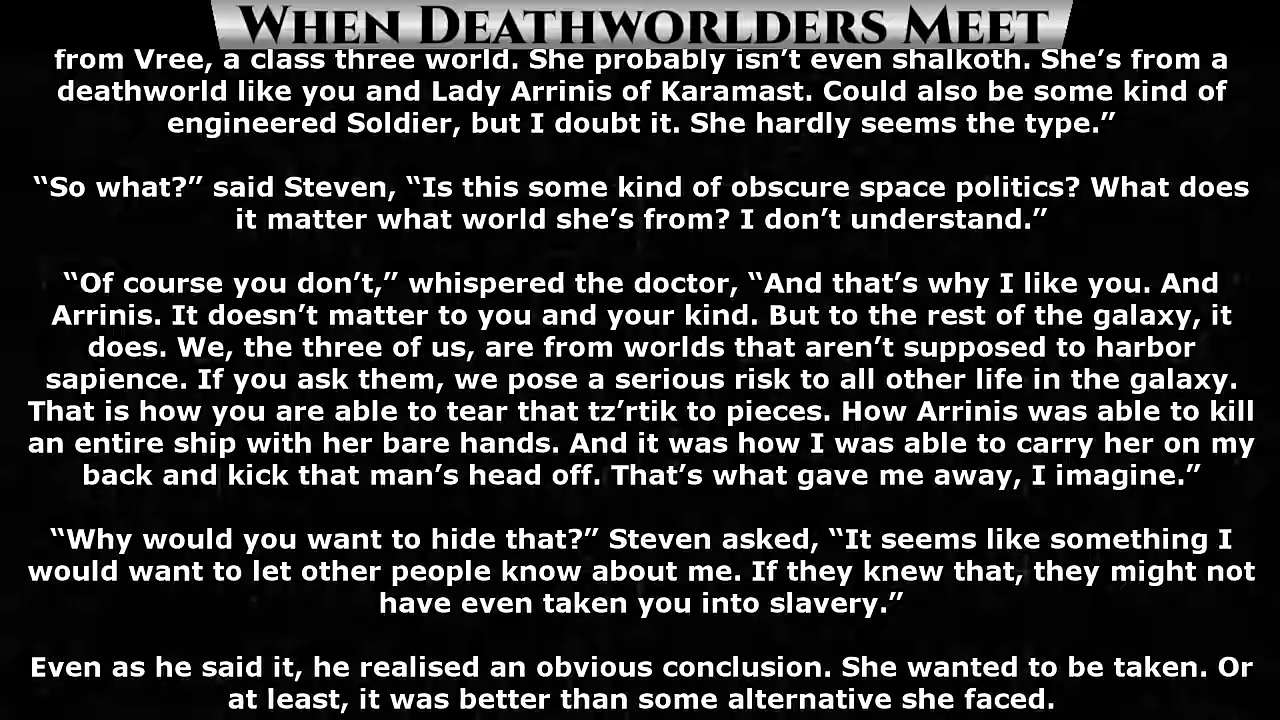 WHEN DEATHWORLDERS MEET
from Vree, a class three world. She probably isn’t even shalkoth. She’s from a
deathworld like you and Lady Arrinis of Karamast. Could also be some kind of
engineered Soldier, but I doubt it. She hardly seems the type.”
“So what?” said Steven, “Is this some kind of obscure space politics? What does
it matter what world she’s from? I don’t understand.”
“Of course you don’t,” whispered the doctor, “And that’s why I like you. And
Arrinis. It doesn’t matter to you and your kind. But to the rest of the galaxy, it
does. We, the three of us, are from worlds that aren’t supposed to harbor
sapience. If you ask them, we pose a serious risk to all other life in the galaxy.
That is how you are able to tear that tz’rtik to pieces. How Arrinis was able to kill
an entire ship with her bare hands. And it was how I was able to carry her on my
back and kick that man’s head off. That’s what gave me away, I imagine.”
“Why would you want to hide that?” Steven asked, “It seems like something I
would want to let other people know about me. If they knew that, they might not
have even taken you into slavery.”
Even as he said it, he realised an obvious conclusion. She wanted to be taken. Or
at least, it was better than some alternative she faced.